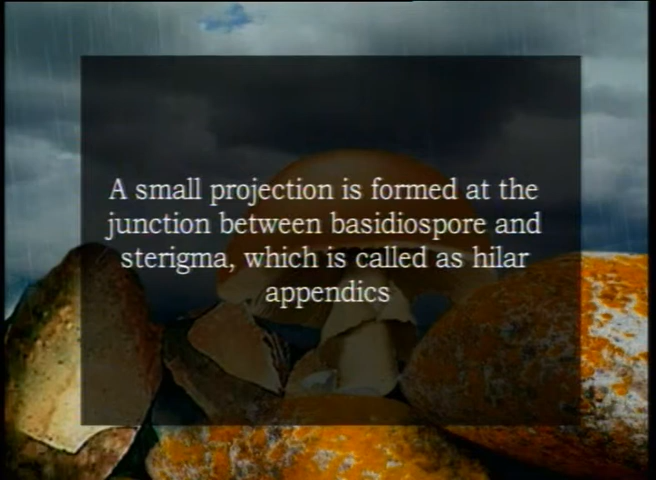 A small projection is formed at the
junction between basidiospore and
sterigma, which is called as hilar
appendics